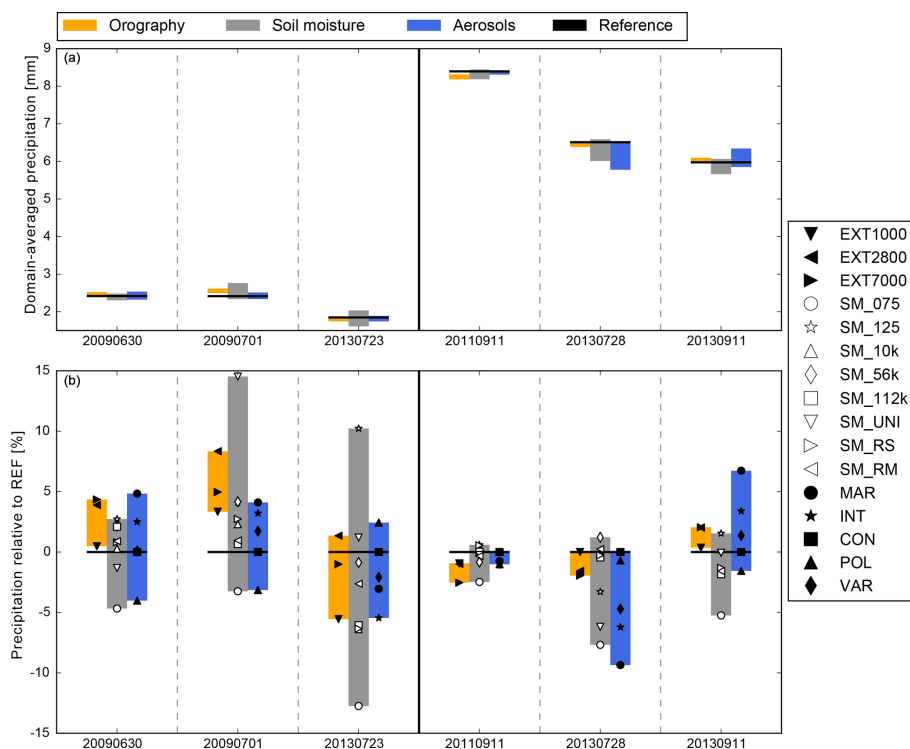 Orography Soil moisture Aerosols Reference
(a)
Domain-averaged precipitation [mm]
9
8
7
6
5
4
3
2
20090630 20090701 20130723 20110911 20130728 20130911
(b)
Precipitation relative to REF [%]
15
10
5
0
-5
-10
-15
20090630 20090701 20130723 20110911 20130728 20130911
EXT1000
EXT2800
EXT7000
SM_075
SM_125
SM_10k
SM_56k
SM_112k
SM_UNI
SM_RS
SM_RM
MAR
INT
CON
POL
VAR